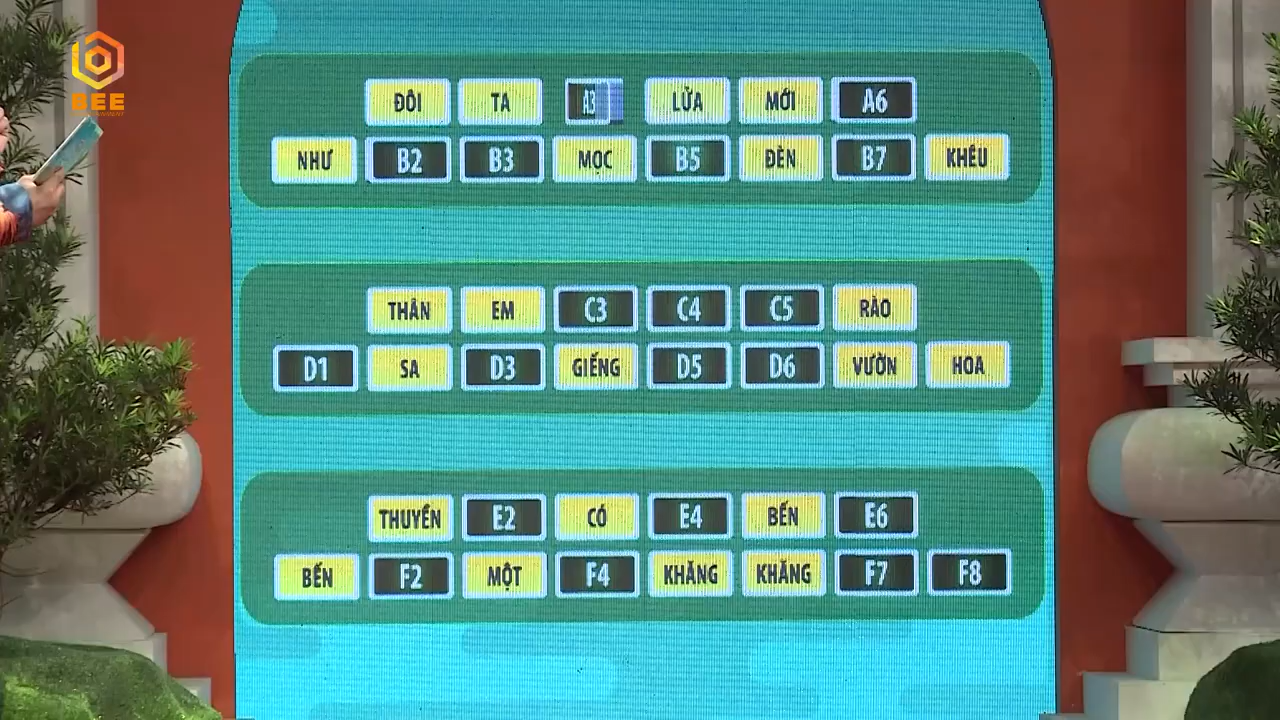 BEE
ĐÔI TA A3 LỬA MỚI A6
NHƯ B2 B3 MỌC B5 ĐÈN B7 KHÊU
THÂN EM C3 C4 C5 RÀO
D1 SA D3 GIẾNG D5 D6 VƯỜN HOA
THUYỀN E2 CÓ E4 BẾN E6
BẾN F2 MỘT F4 KHĂNG KHĂNG F7 F8